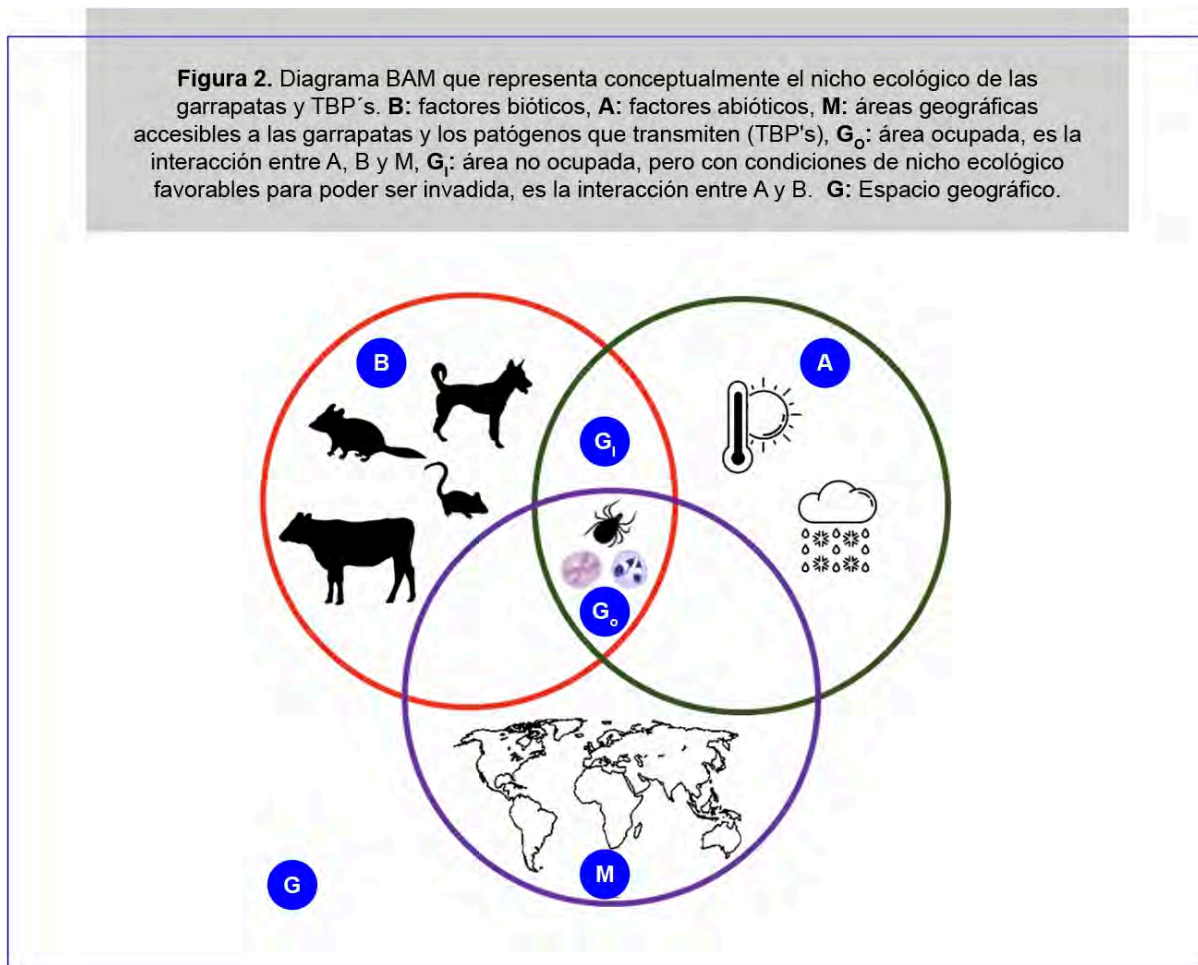 Figura 2. Diagrama BAM que representa conceptualmente el nicho ecológico de las
garrapatas y TBP´s. B: factores bióticos, A: factores abióticos, M: áreas geográficas
accesibles a las garrapatas y los patógenos que transmiten (TBP's), Go: área ocupada, es la
interacción entre A, B y M, GI: área no ocupada, pero con condiciones de nicho ecológico
favorables para poder ser invadida, es la interacción entre A y B. G: Espacio geográfico.
B
A
GI
Go
M
G